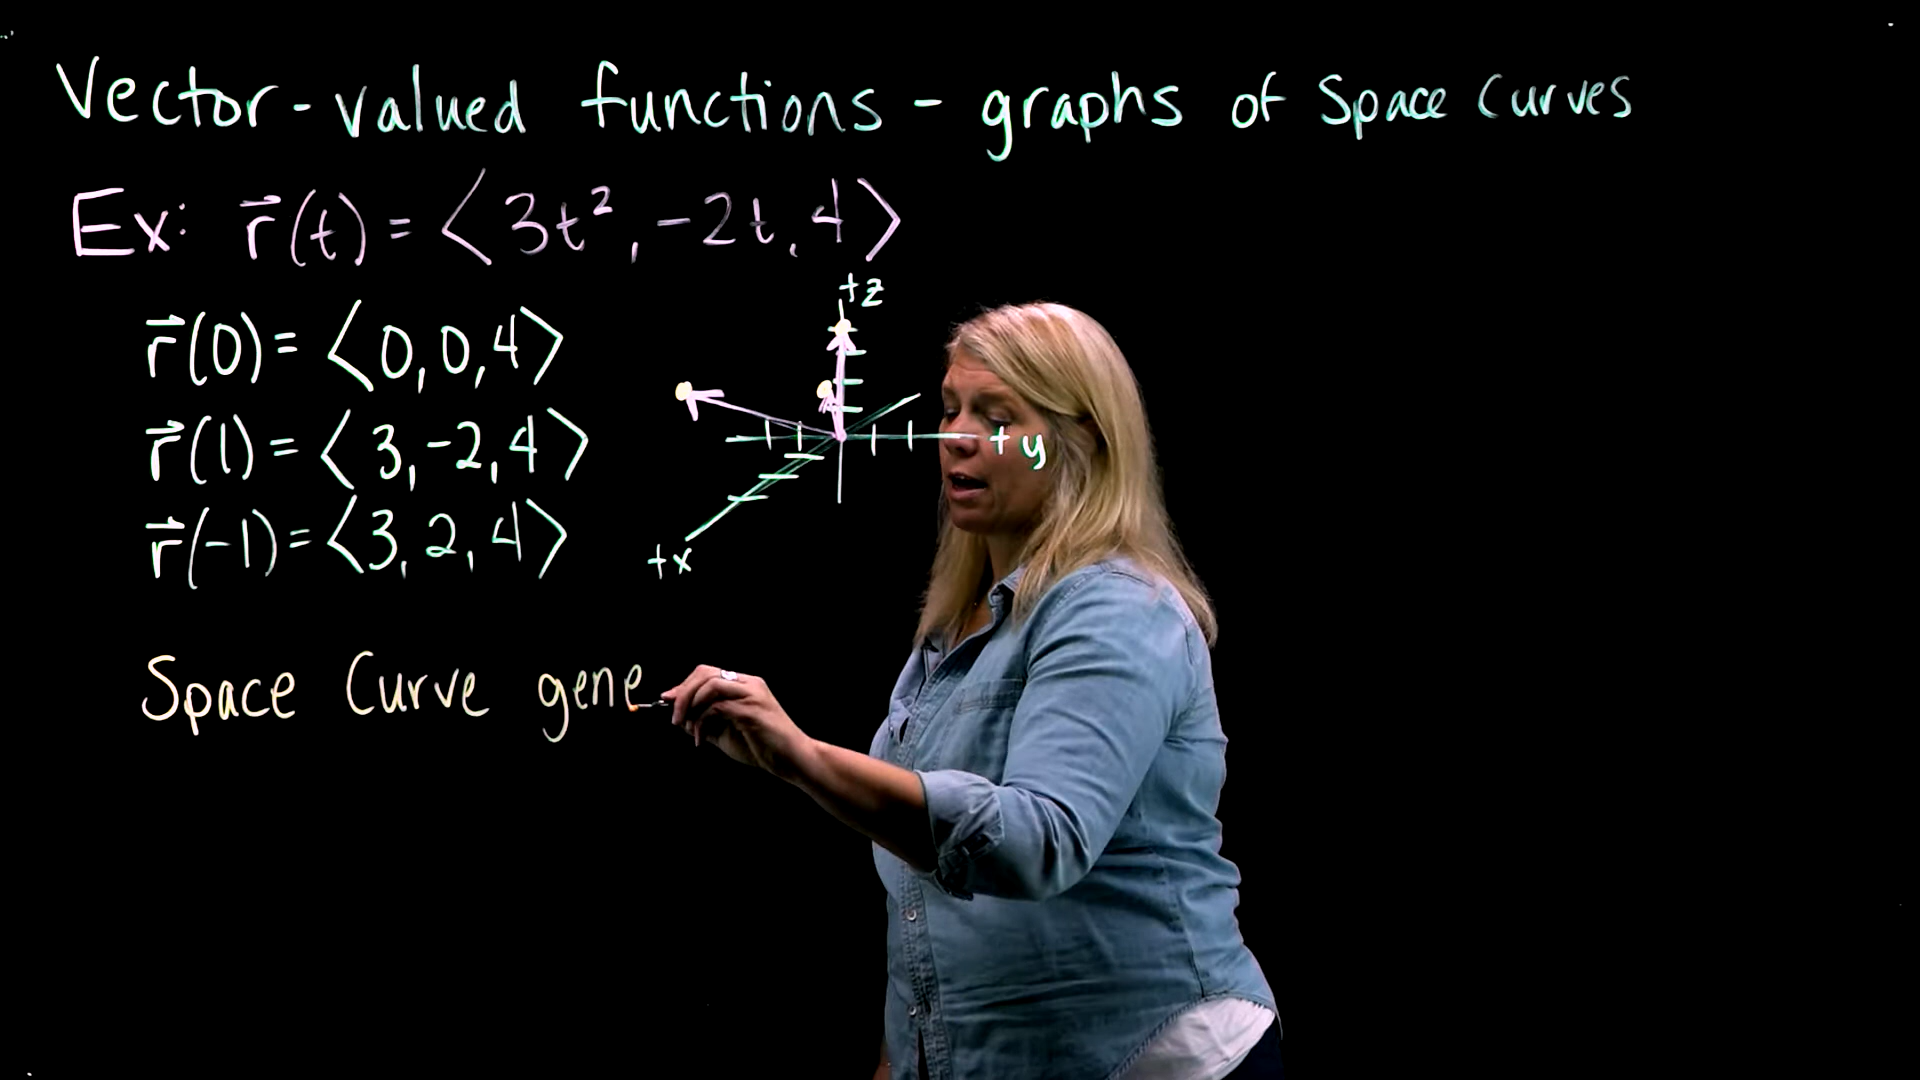 Vector-valued functions - graphs of Space Curves
Ex: r⃗(t) = ⟨3t², -2t, 4⟩
r⃗(0) = ⟨0, 0, 4⟩
r⃗(1) = ⟨3, -2, 4⟩
r⃗(-1) = ⟨3, 2, 4⟩
+z
+y
+x
Space Curve gene